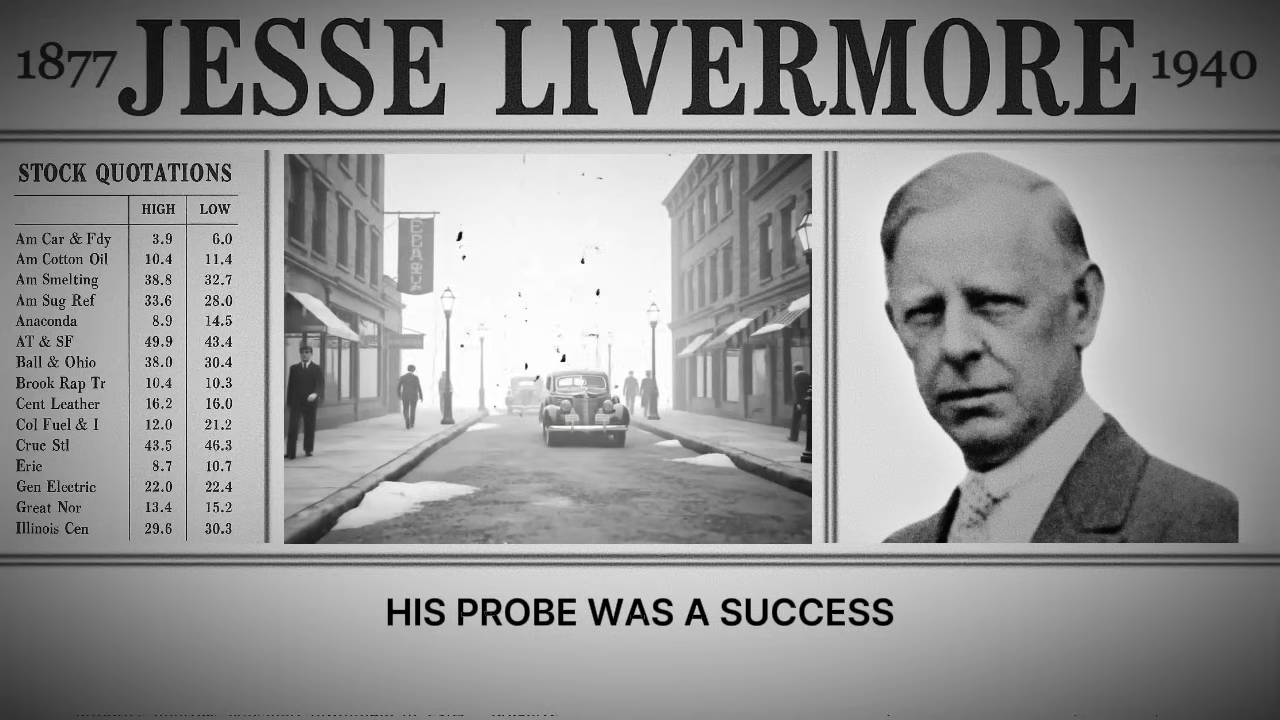 1877 JESSE LIVERMORE 1940
STOCK QUOTATIONS
HIGH LOW
Am Car & Fdy 3.9 6.0
Am Cotton Oil 10.4 11.4
Am Smelting 38.8 32.7
Am Sug Ref 33.6 28.0
Anaconda 8.9 14.5
AT & SF 49.9 43.4
Ball & Ohio 38.0 30.4
Brook Rap Tr 10.4 10.3
Cent Leather 16.2 16.0
Col Fuel & I 12.0 21.2
Cruc Stl 43.5 46.3
Erie 8.7 10.7
Gen Electric 22.0 22.4
Great Nor 13.4 15.2
Illinois Cen 29.6 30.3
HIS PROBE WAS A SUCCESS